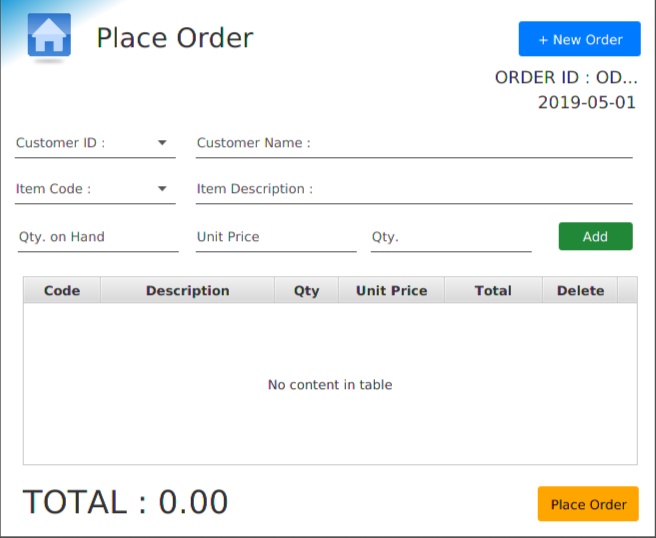 Place Order
+ New Order
ORDER ID : OD...
2019-05-01
Customer ID :
Customer Name :
Item Code :
Item Description :
Qty. on Hand
Unit Price
Qty.
Add
Code Description Qty Unit Price Total Delete
No content in table
TOTAL : 0.00
Place Order